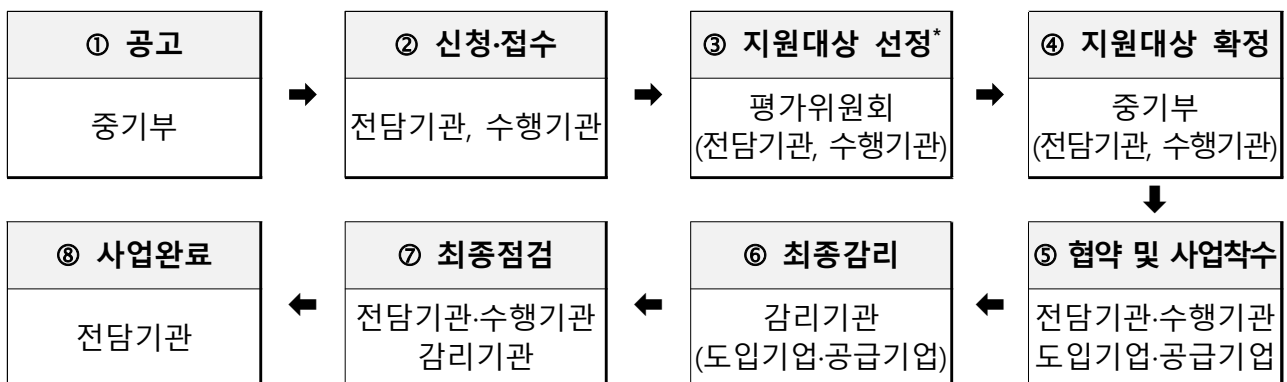 ① 공고
중기부
② 신청·접수
전담기관, 수행기관
③ 지원대상 선정*
평가위원회
(전담기관, 수행기관)
④ 지원대상 확정
중기부
(전담기관, 수행기관)
⑤ 협약 및 사업착수
전담기관·수행기관
도입기업·공급기업
⑥ 최종감리
감리기관
(도입기업·공급기업)
⑦ 최종점검
전담기관·수행기관
감리기관
⑧ 사업완료
전담기관